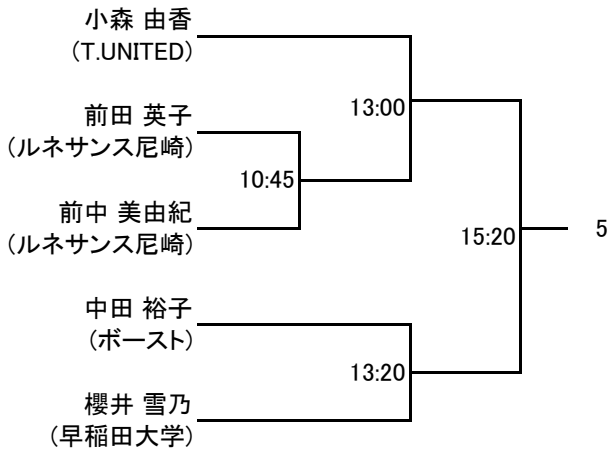 小森 由香
(T.UNITED)
13:00
前田 英子
(ルネサンス尼崎)
10:45
前中 美由紀
(ルネサンス尼崎)
15:20
5
中田 裕子
(ボースト)
13:20
櫻井 雪乃
(早稲田大学)